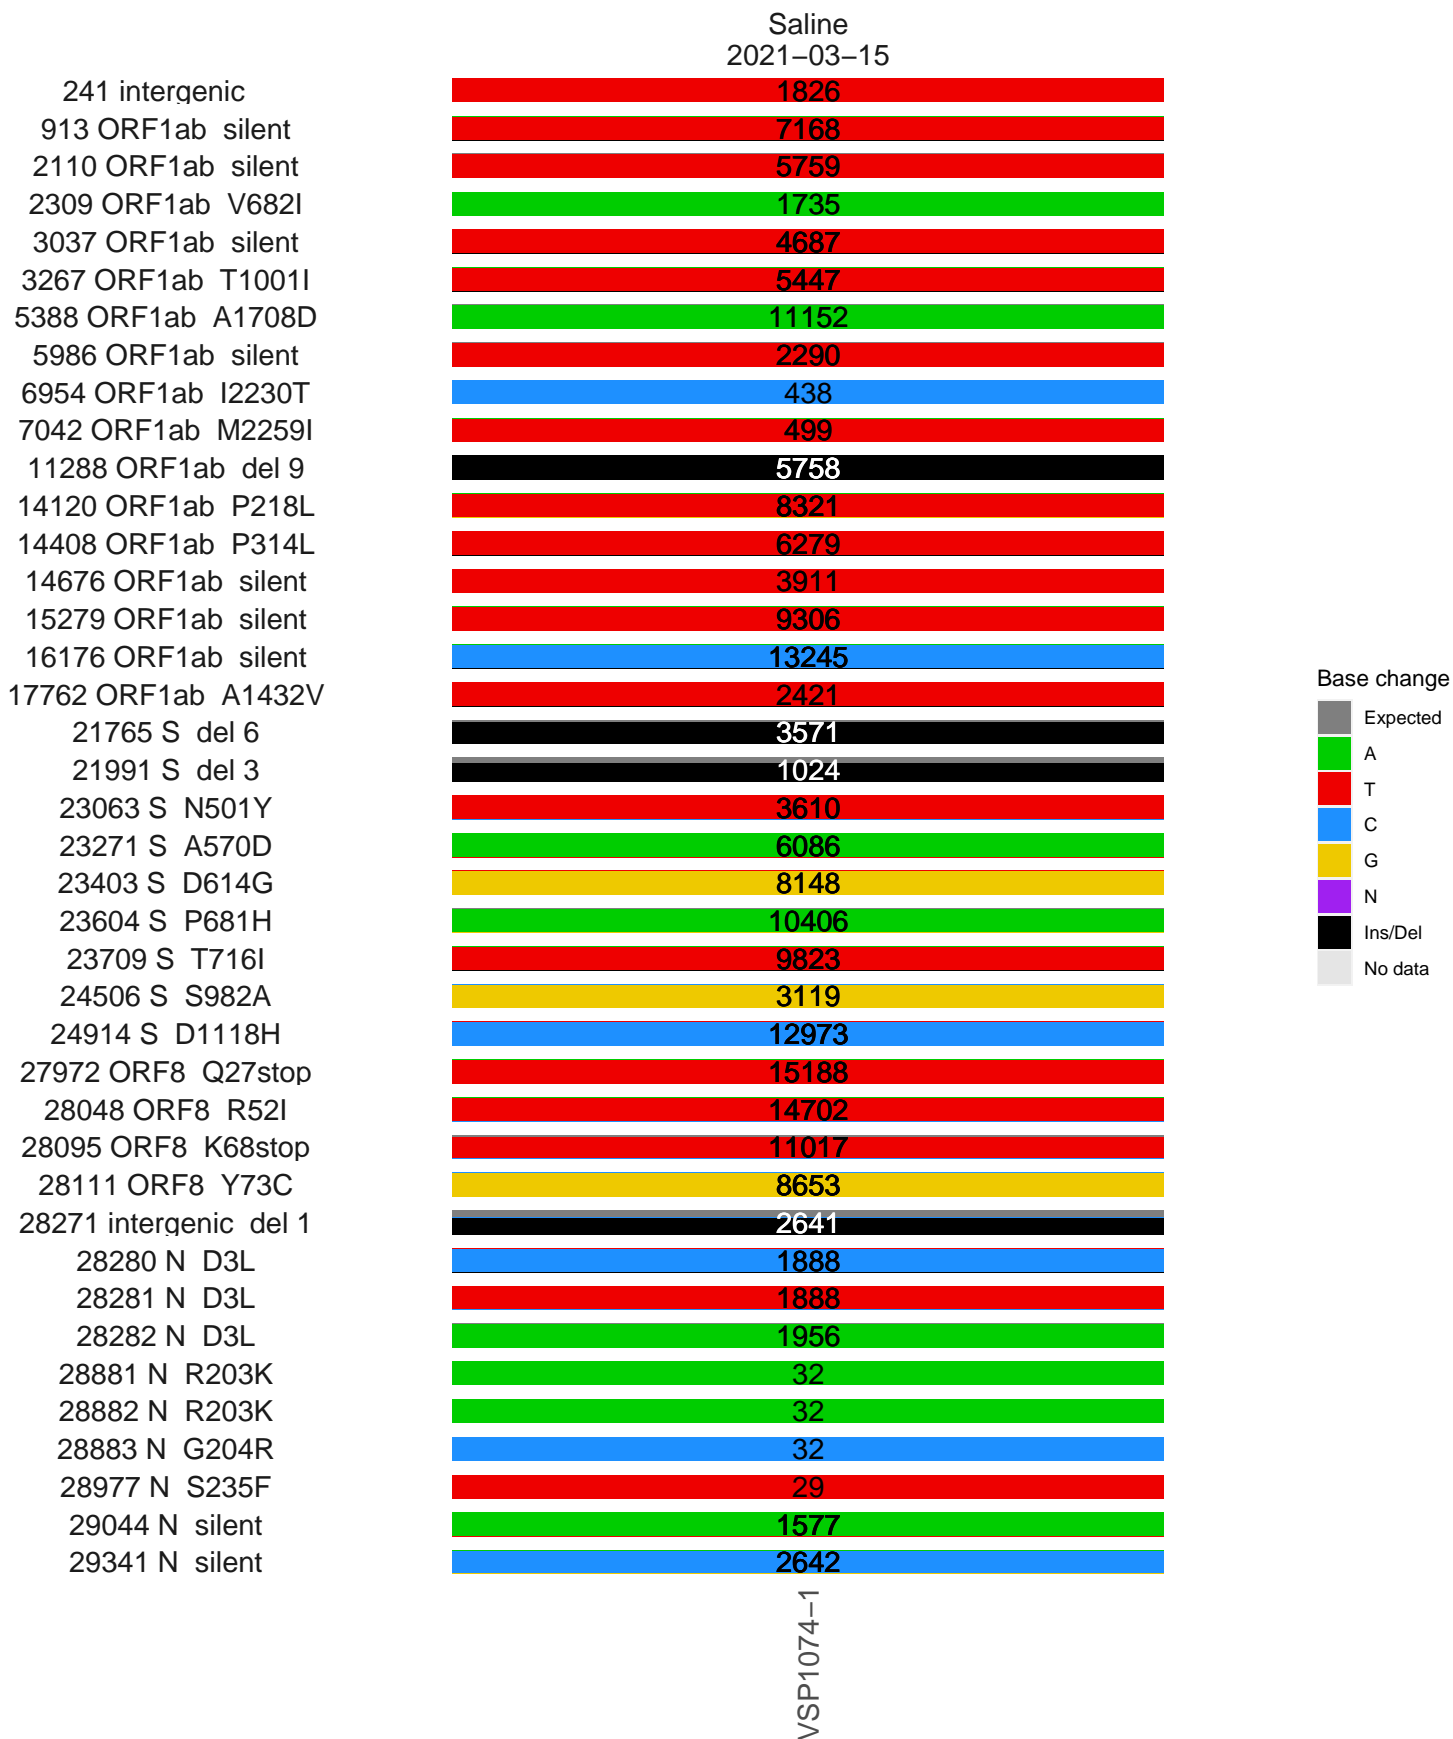 Saline
2021−03−15
241 intergenic 1826
913 ORF1ab silent 7168
2110 ORF1ab silent 5759
2309 ORF1ab V682I 1735
3037 ORF1ab silent 4687
3267 ORF1ab T1001I 5447
5388 ORF1ab A1708D 11152
5986 ORF1ab silent 2290
6954 ORF1ab I2230T 438
7042 ORF1ab M2259I 499
11288 ORF1ab del 9 5758
14120 ORF1ab P218L 8321
14408 ORF1ab P314L 6279
14676 ORF1ab silent 3911
15279 ORF1ab silent 9306
16176 ORF1ab silent 13245
17762 ORF1ab A1432V 2421
21765 S del 6 3571
21991 S del 3 1024
23063 S N501Y 3610
23271 S A570D 6086
23403 S D614G 8148
23604 S P681H 10406
23709 S T716I 9823
24506 S S982A 3119
24914 S D1118H 12973
27972 ORF8 Q27stop 15188
28048 ORF8 R52I 14702
28095 ORF8 K68stop 11017
28111 ORF8 Y73C 8653
28271 intergenic del 1 2641
28280 N D3L 1888
28281 N D3L 1888
28282 N D3L 1956
28881 N R203K 32
28882 N R203K 32
28883 N G204R 32
28977 N S235F 29
29044 N silent 1577
29341 N silent 2642
VSP1074−1
Base change
Expected
A
T
C
G
N
Ins/Del
No data